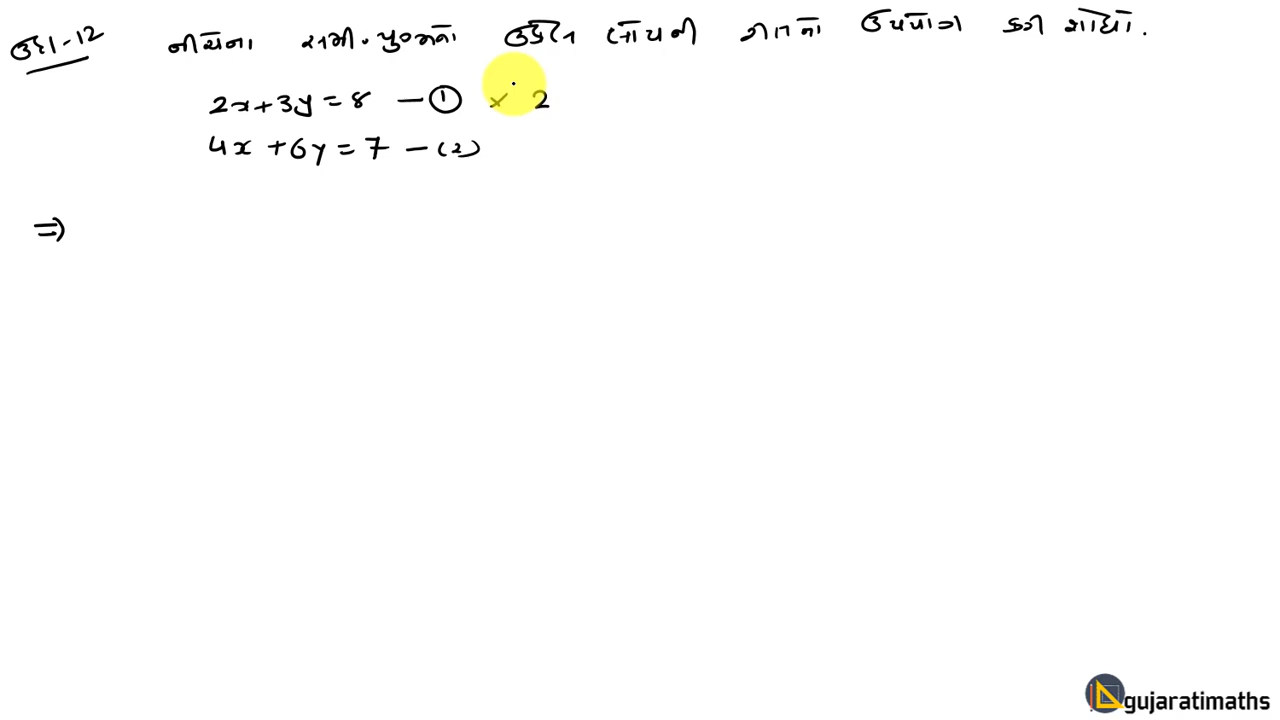 ઉદા-12 નીચેના સમી. યુગ્મના ઉકેલ લોપની રીતનો ઉપયોગ કરી શોધો.
2x+3y=8 — ① × 2
4x +6y=7 — (2)
⇒
gujaratimaths